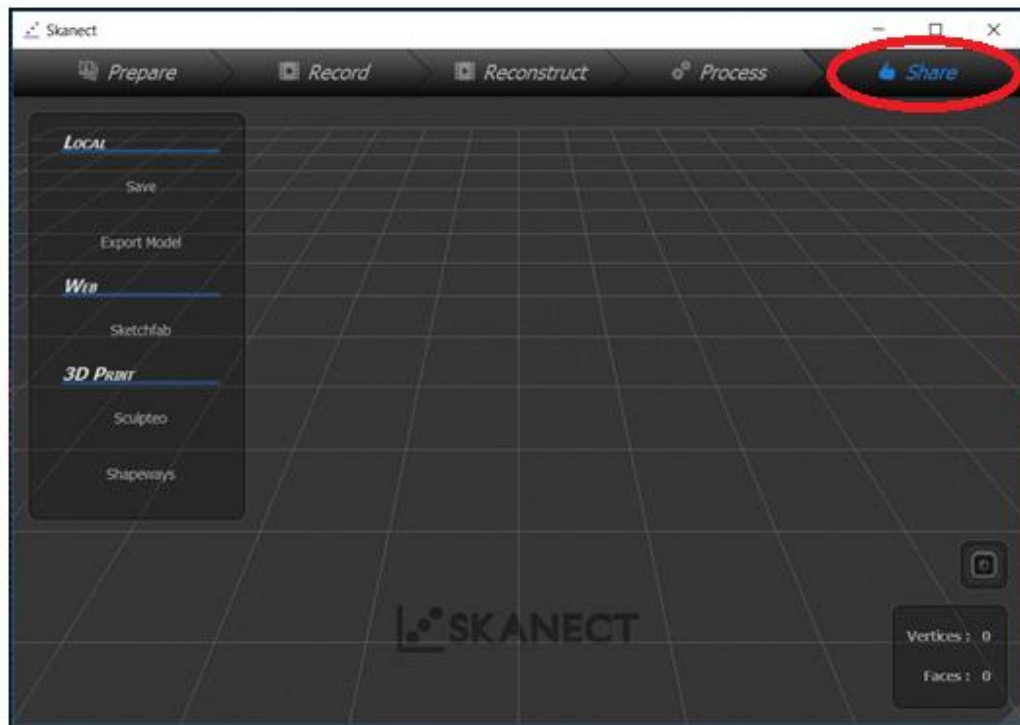 Skanect
Prepare Record Reconstruct Process Share
Local
Save
Export Model
Web
Sketchfab
3D Print
Sculpteo
Shapeways
SKANECT
Vertices : 0
Faces : 0